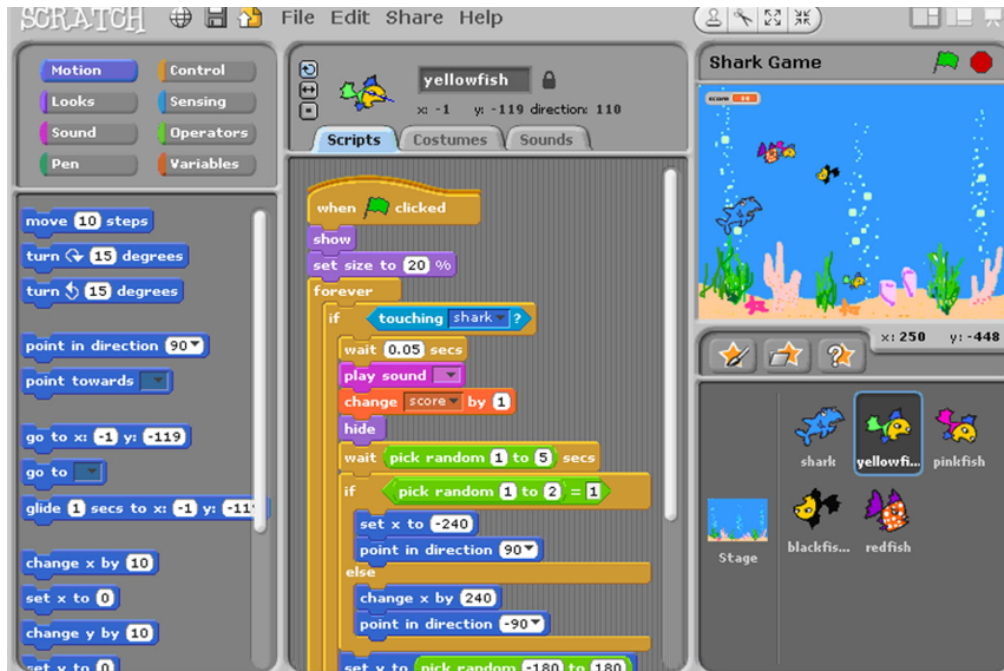 SCRATCH File Edit Share Help
Motion Control
Looks Sensing
Sound Operators
Pen Variables
move 10 steps
turn 15 degrees
turn 15 degrees
point in direction 90
point towards
go to x: -1 y: -119
go to
glide 1 secs to x: -1 y: -11
change x by 10
set x to 0
change y by 10
set y to 0
yellowfish
x: -1 y: -119 direction: 110
Scripts Costumes Sounds
when clicked
show
set size to 20 %
forever
if touching shark ?
wait 0.05 secs
play sound
change score by 1
hide
wait pick random 1 to 5 secs
if pick random 1 to 2 = 1
set x to -240
point in direction 90
else
change x by 240
point in direction -90
set y to pick random -180 to 180
Shark Game
score
x: 250 y: -448
shark yellowfi... pinkfish
Stage
blackfis... redfish